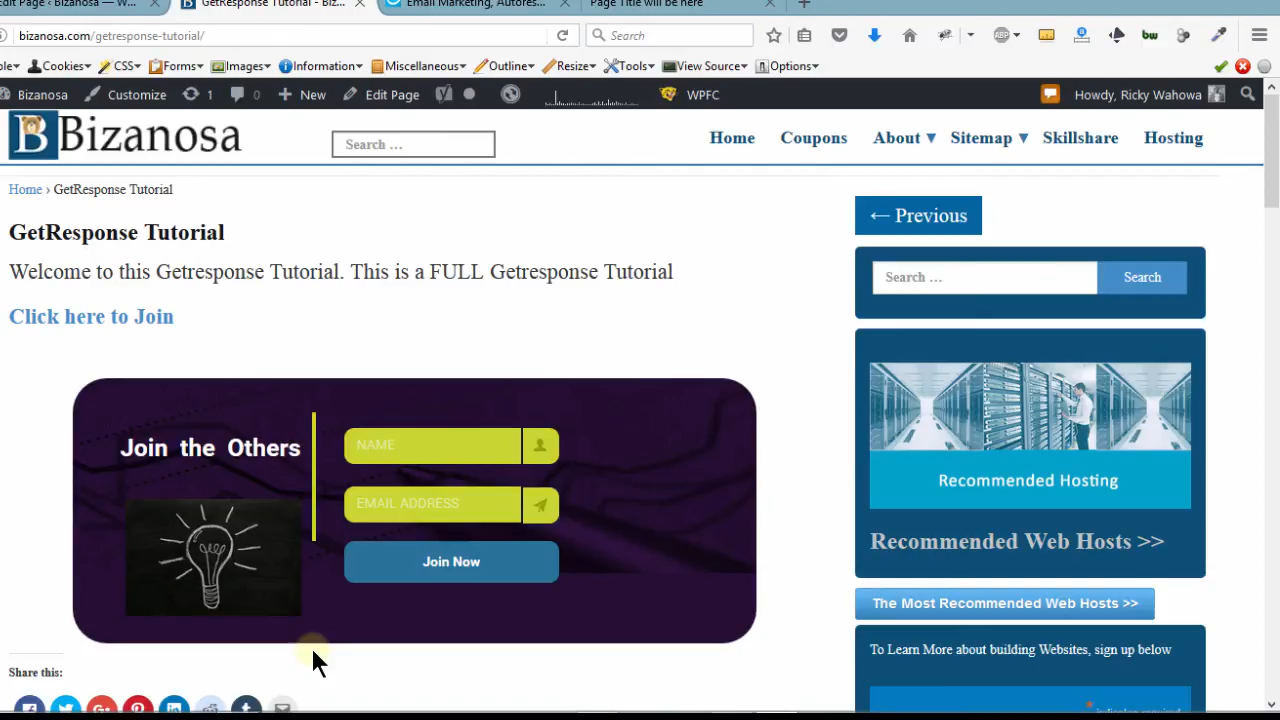 Edit Page ‹ Bizanosa — W...
GetResponse Tutorial - Biz...
Email Marketing, Autores...
Page Title will be here
bizanosa.com/getresponse-tutorial/
Search
ABP
bw
Cookies
CSS
Forms
Images
Information
Miscellaneous
Outline
Resize
Tools
View Source
Options
Bizanosa
Customize
1
0
New
Edit Page
WPFC
Howdy, Ricky Wahowa
B Bizanosa
Search …
Home
Coupons
About ▼
Sitemap ▼
Skillshare
Hosting
Home › GetResponse Tutorial
GetResponse Tutorial
Welcome to this Getresponse Tutorial. This is a FULL Getresponse Tutorial
Click here to Join
Join the Others
NAME
EMAIL ADDRESS
Join Now
Share this:
← Previous
Search …
Search
Recommended Hosting
Recommended Web Hosts >>
The Most Recommended Web Hosts >>
To Learn More about building Websites, sign up below
* indicates required